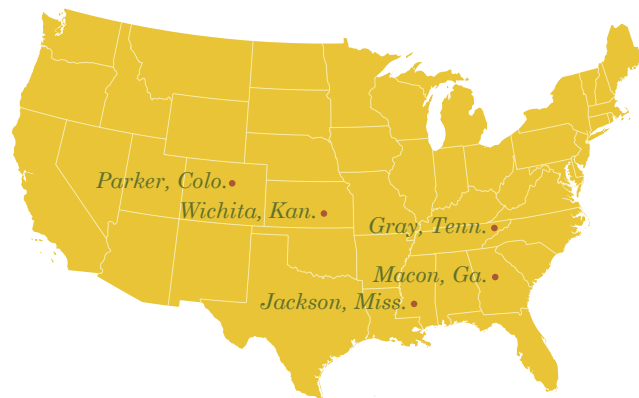 Parker, Colo.
Wichita, Kan.
Gray, Tenn.
Macon, Ga.
Jackson, Miss.